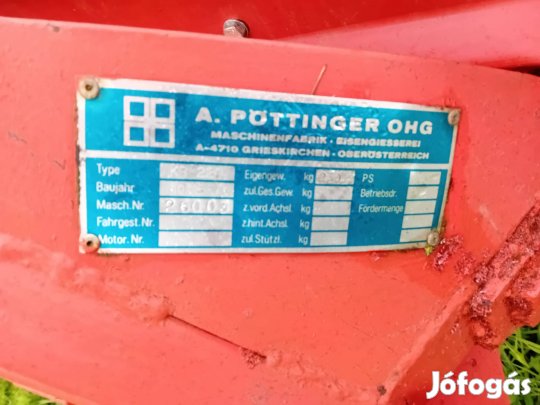 A. PÖTTINGER OHG
MASCHINENFABRIK - EISENGIESSEREI
A-4710 GRIESKIRCHEN - OBERÖSTERREICH
Type Eigengew. kg PS
Baujahr zul. Ges. Gew. kg Betriebsdr.
Masch. Nr. z. vord. Achsl. kg Fördermenge
Fahrgest. Nr. z. hint. Achsl. kg
Motor. Nr. zul. Stützl. kg
Jófogás